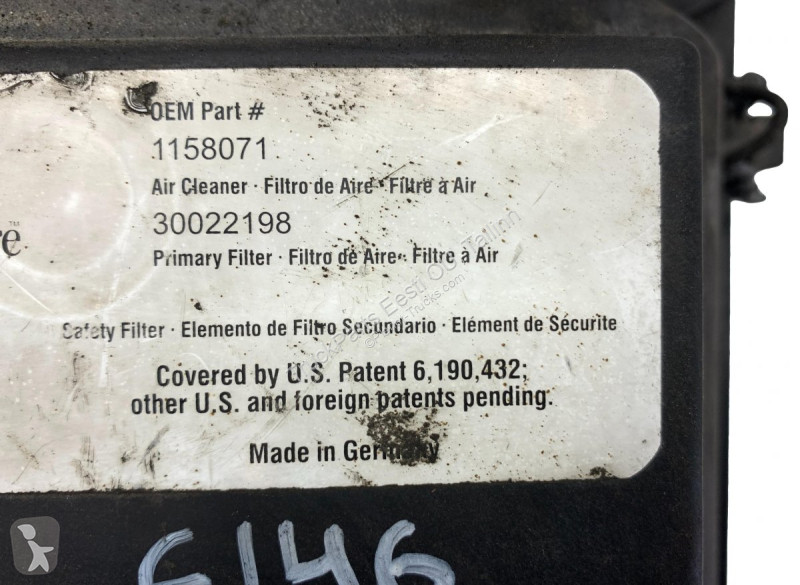 OEM Part #
1158071
Air Cleaner · Filtro de Aire · Filtre à Air
30022198
Primary Filter · Filtro de Aire · Filtre à Air
Safety Filter · Elemento de Filtro Secundario · Elément de Sécurite
Covered by U.S. Patent 6,190,432;
other U.S. and foreign patents pending.
Made in Germany
6146